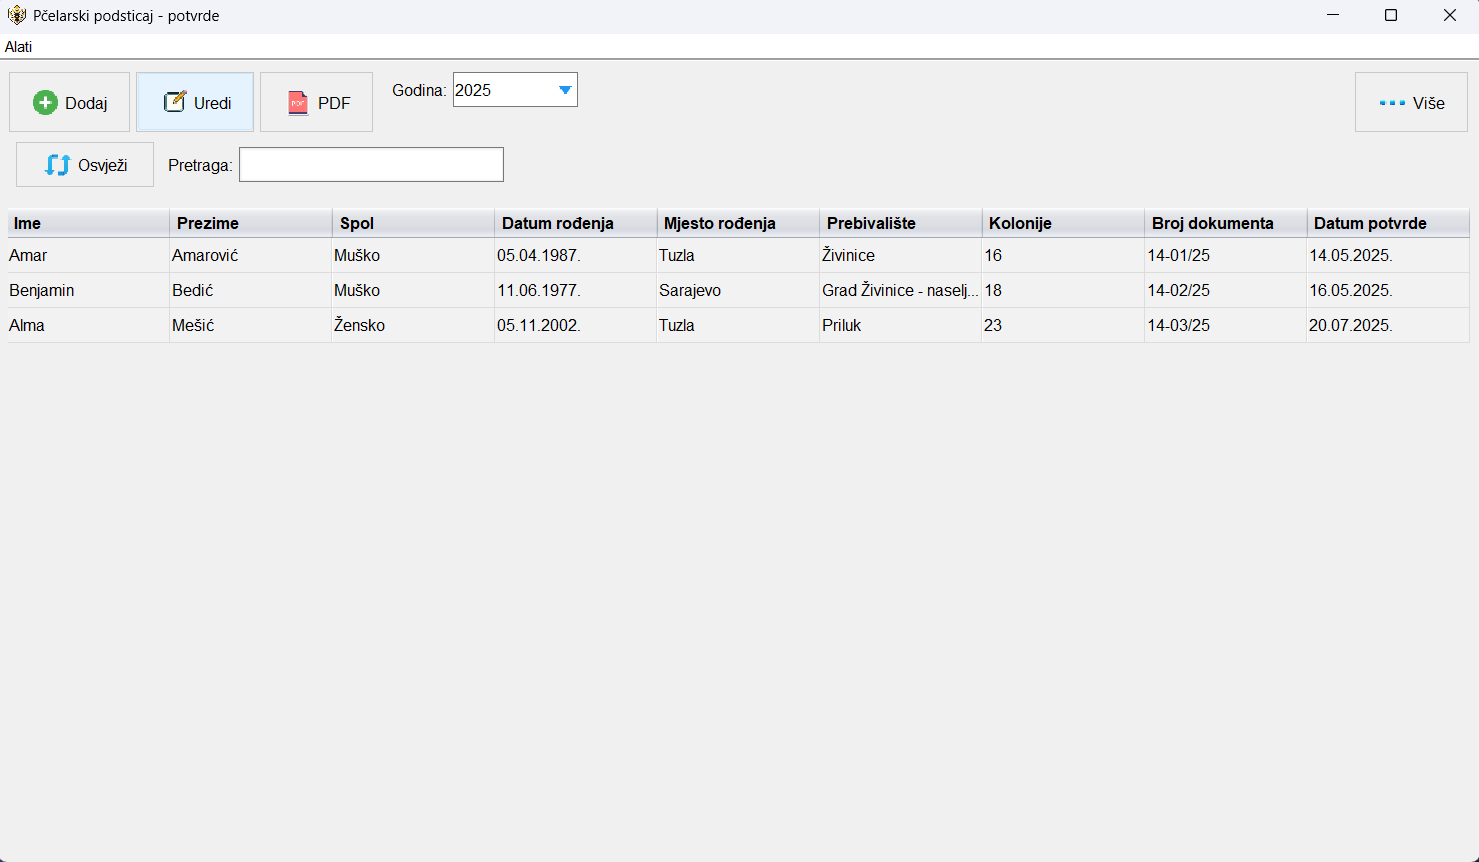 Pčelarski podsticaj - potvrde
Alati
Dodaj Uredi PDF Godina: 2025 Više
Osvježi Pretraga:
Ime Prezime Spol Datum rođenja Mjesto rođenja Prebivalište Kolonije Broj dokumenta Datum potvrde
Amar Amarović Muško 05.04.1987. Tuzla Živinice 16 14-01/25 14.05.2025.
Benjamin Bedić Muško 11.06.1977. Sarajevo Grad Živinice - naselj... 18 14-02/25 16.05.2025.
Alma Mešić Žensko 05.11.2002. Tuzla Priluk 23 14-03/25 20.07.2025.